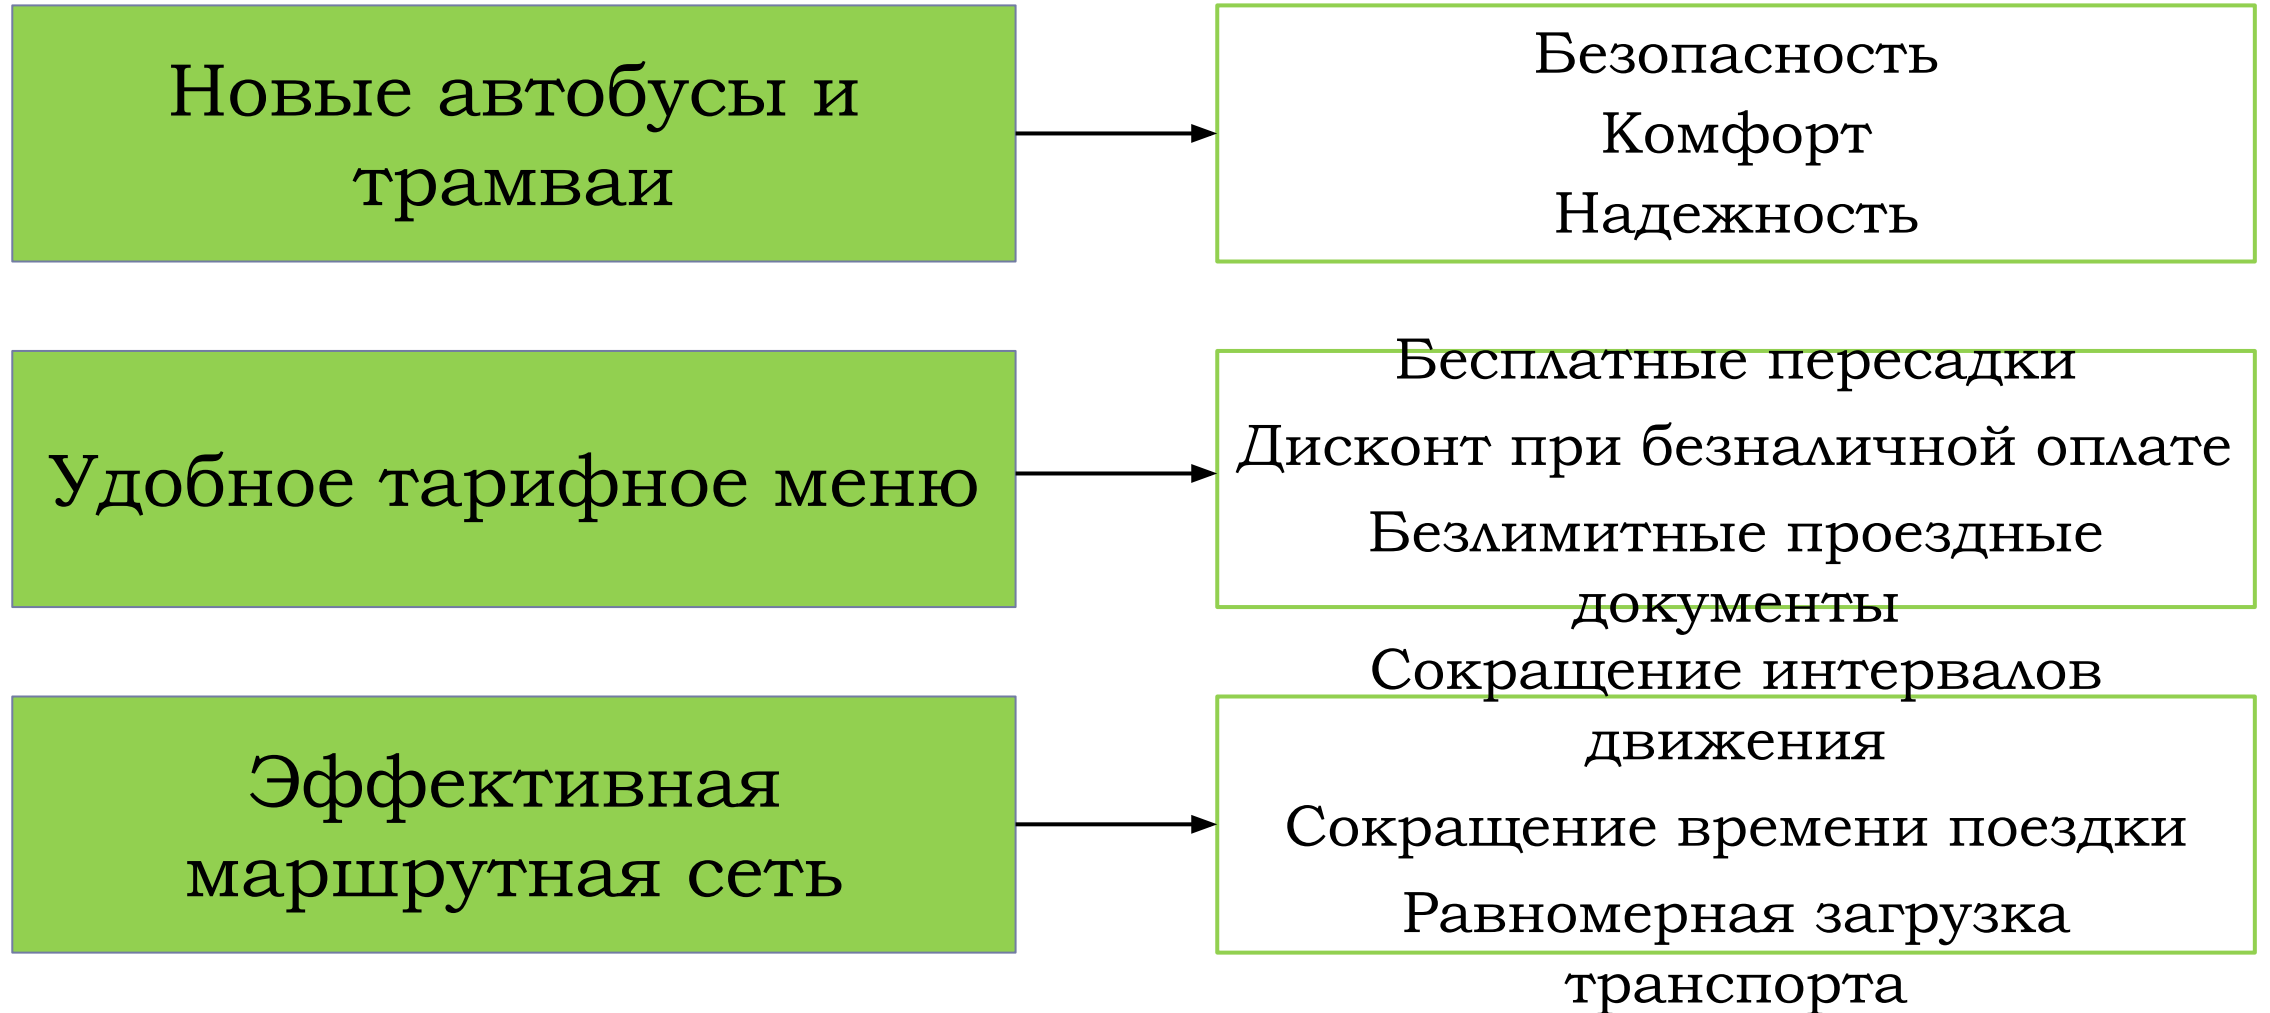 Новые автобусы и
трамваи
Безопасность
Комфорт
Надежность
Удобное тарифное меню
Бесплатные пересадки
Дисконт при безналичной оплате
Безлимитные проездные
документы
Эффективная
маршрутная сеть
Сокращение интервалов
движения
Сокращение времени поездки
Равномерная загрузка
транспорта